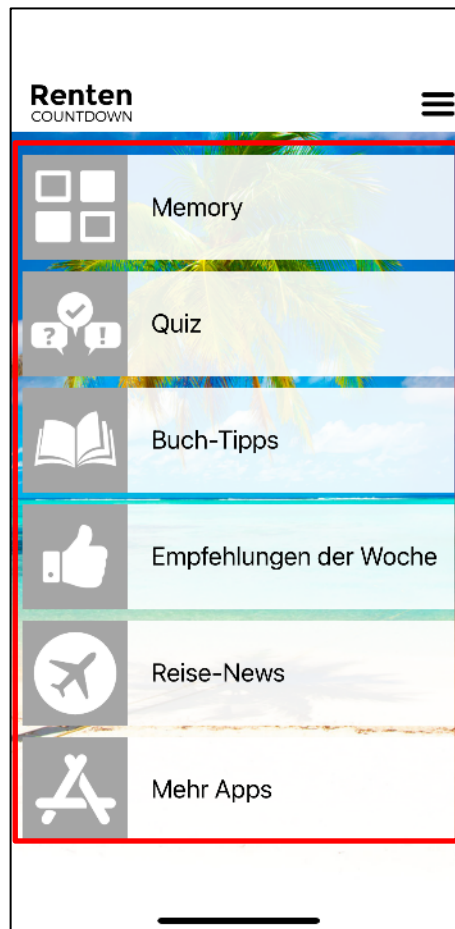 Renten
COUNTDOWN
Memory
? !
Quiz
Buch-Tipps
Empfehlungen der Woche
Reise-News
Mehr Apps